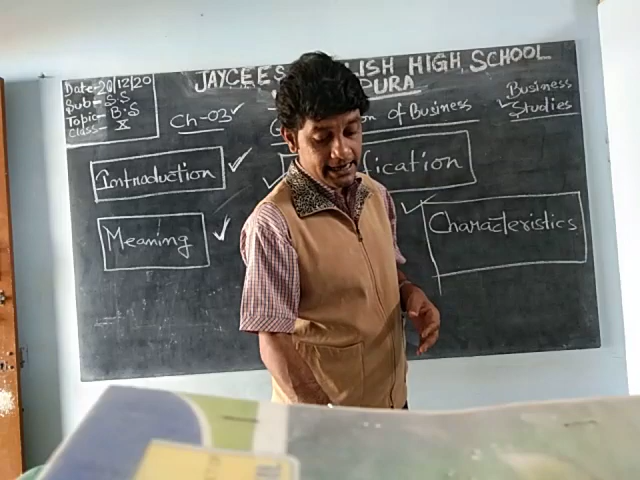 Date-20/12/20
Sub- S.S
Topic- B.S
Class- X
JAYCEES LISH HIGH SCHOOL
PURA
Ch-03
on of Business
Business
Studies
Introduction
fication
Meaning
Characteristics